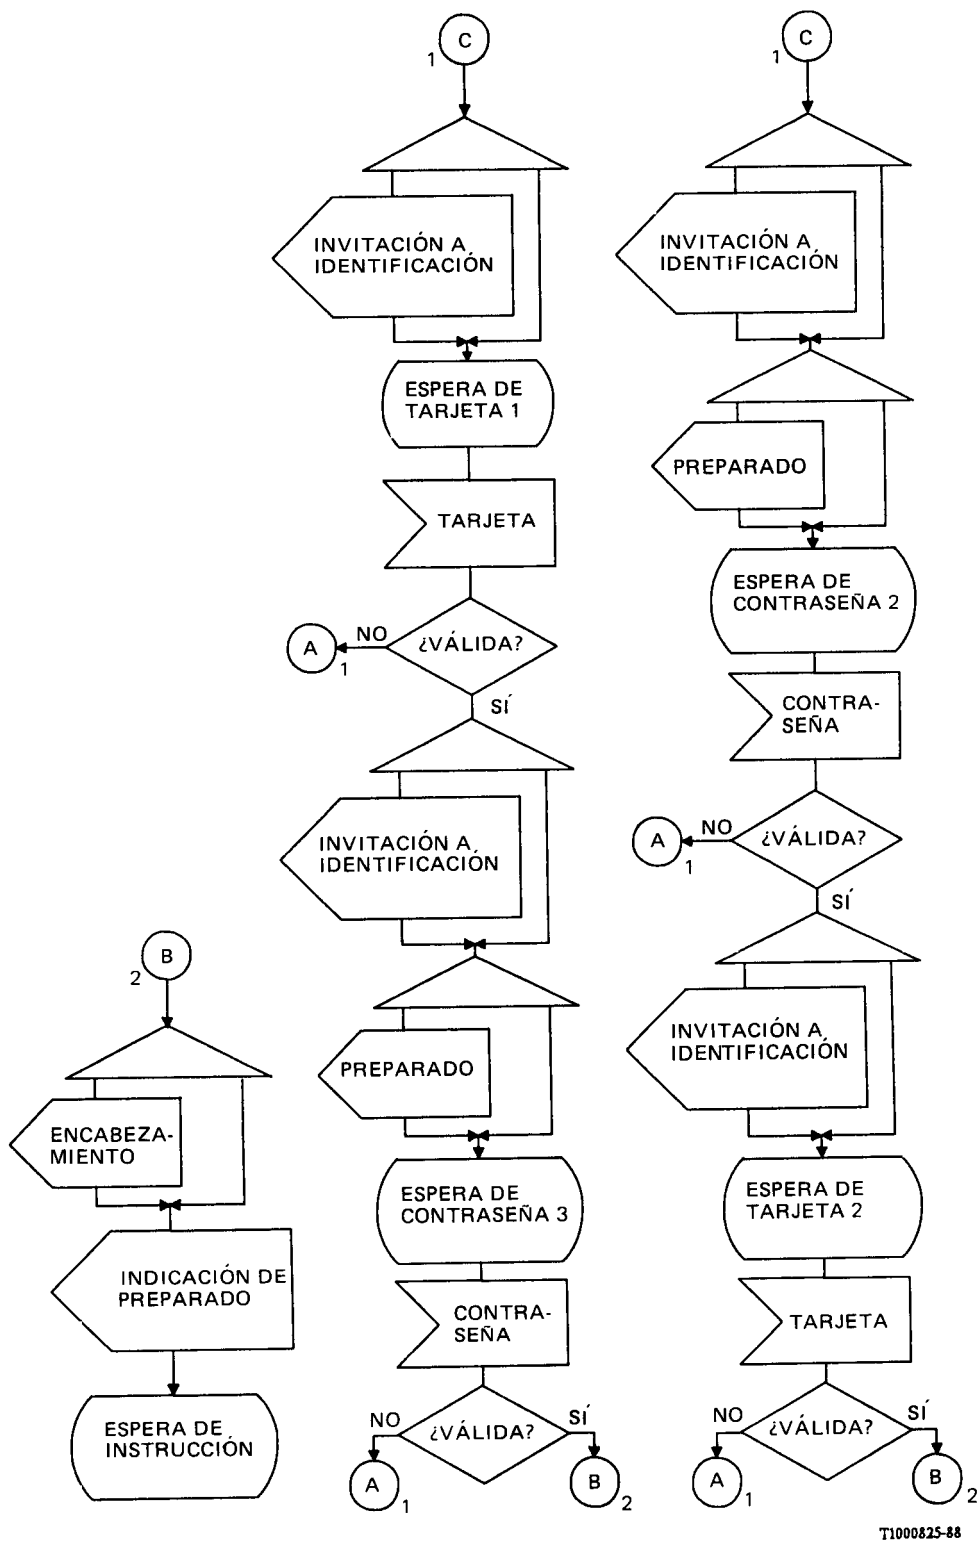 C
1
INVITACIÓN A
IDENTIFICACIÓN
ESPERA DE
TARJETA 1
TARJETA
¿VÁLIDA?
NO
A
1
SÍ
INVITACIÓN A
IDENTIFICACIÓN
PREPARADO
ESPERA DE
CONTRASEÑA 3
CONTRA-
SEÑA
¿VÁLIDA?
NO
SÍ
A
1
B
2
C
1
INVITACIÓN A
IDENTIFICACIÓN
PREPARADO
ESPERA DE
CONTRASEÑA 2
CONTRA-
SEÑA
¿VÁLIDA?
NO
A
1
SÍ
INVITACIÓN A
IDENTIFICACIÓN
ESPERA DE
TARJETA 2
TARJETA
¿VÁLIDA?
NO
SÍ
A
1
B
2
B
2
ENCABEZA-
MIENTO
INDICACIÓN DE
PREPARADO
ESPERA DE
INSTRUCCIÓN
T1000825-88